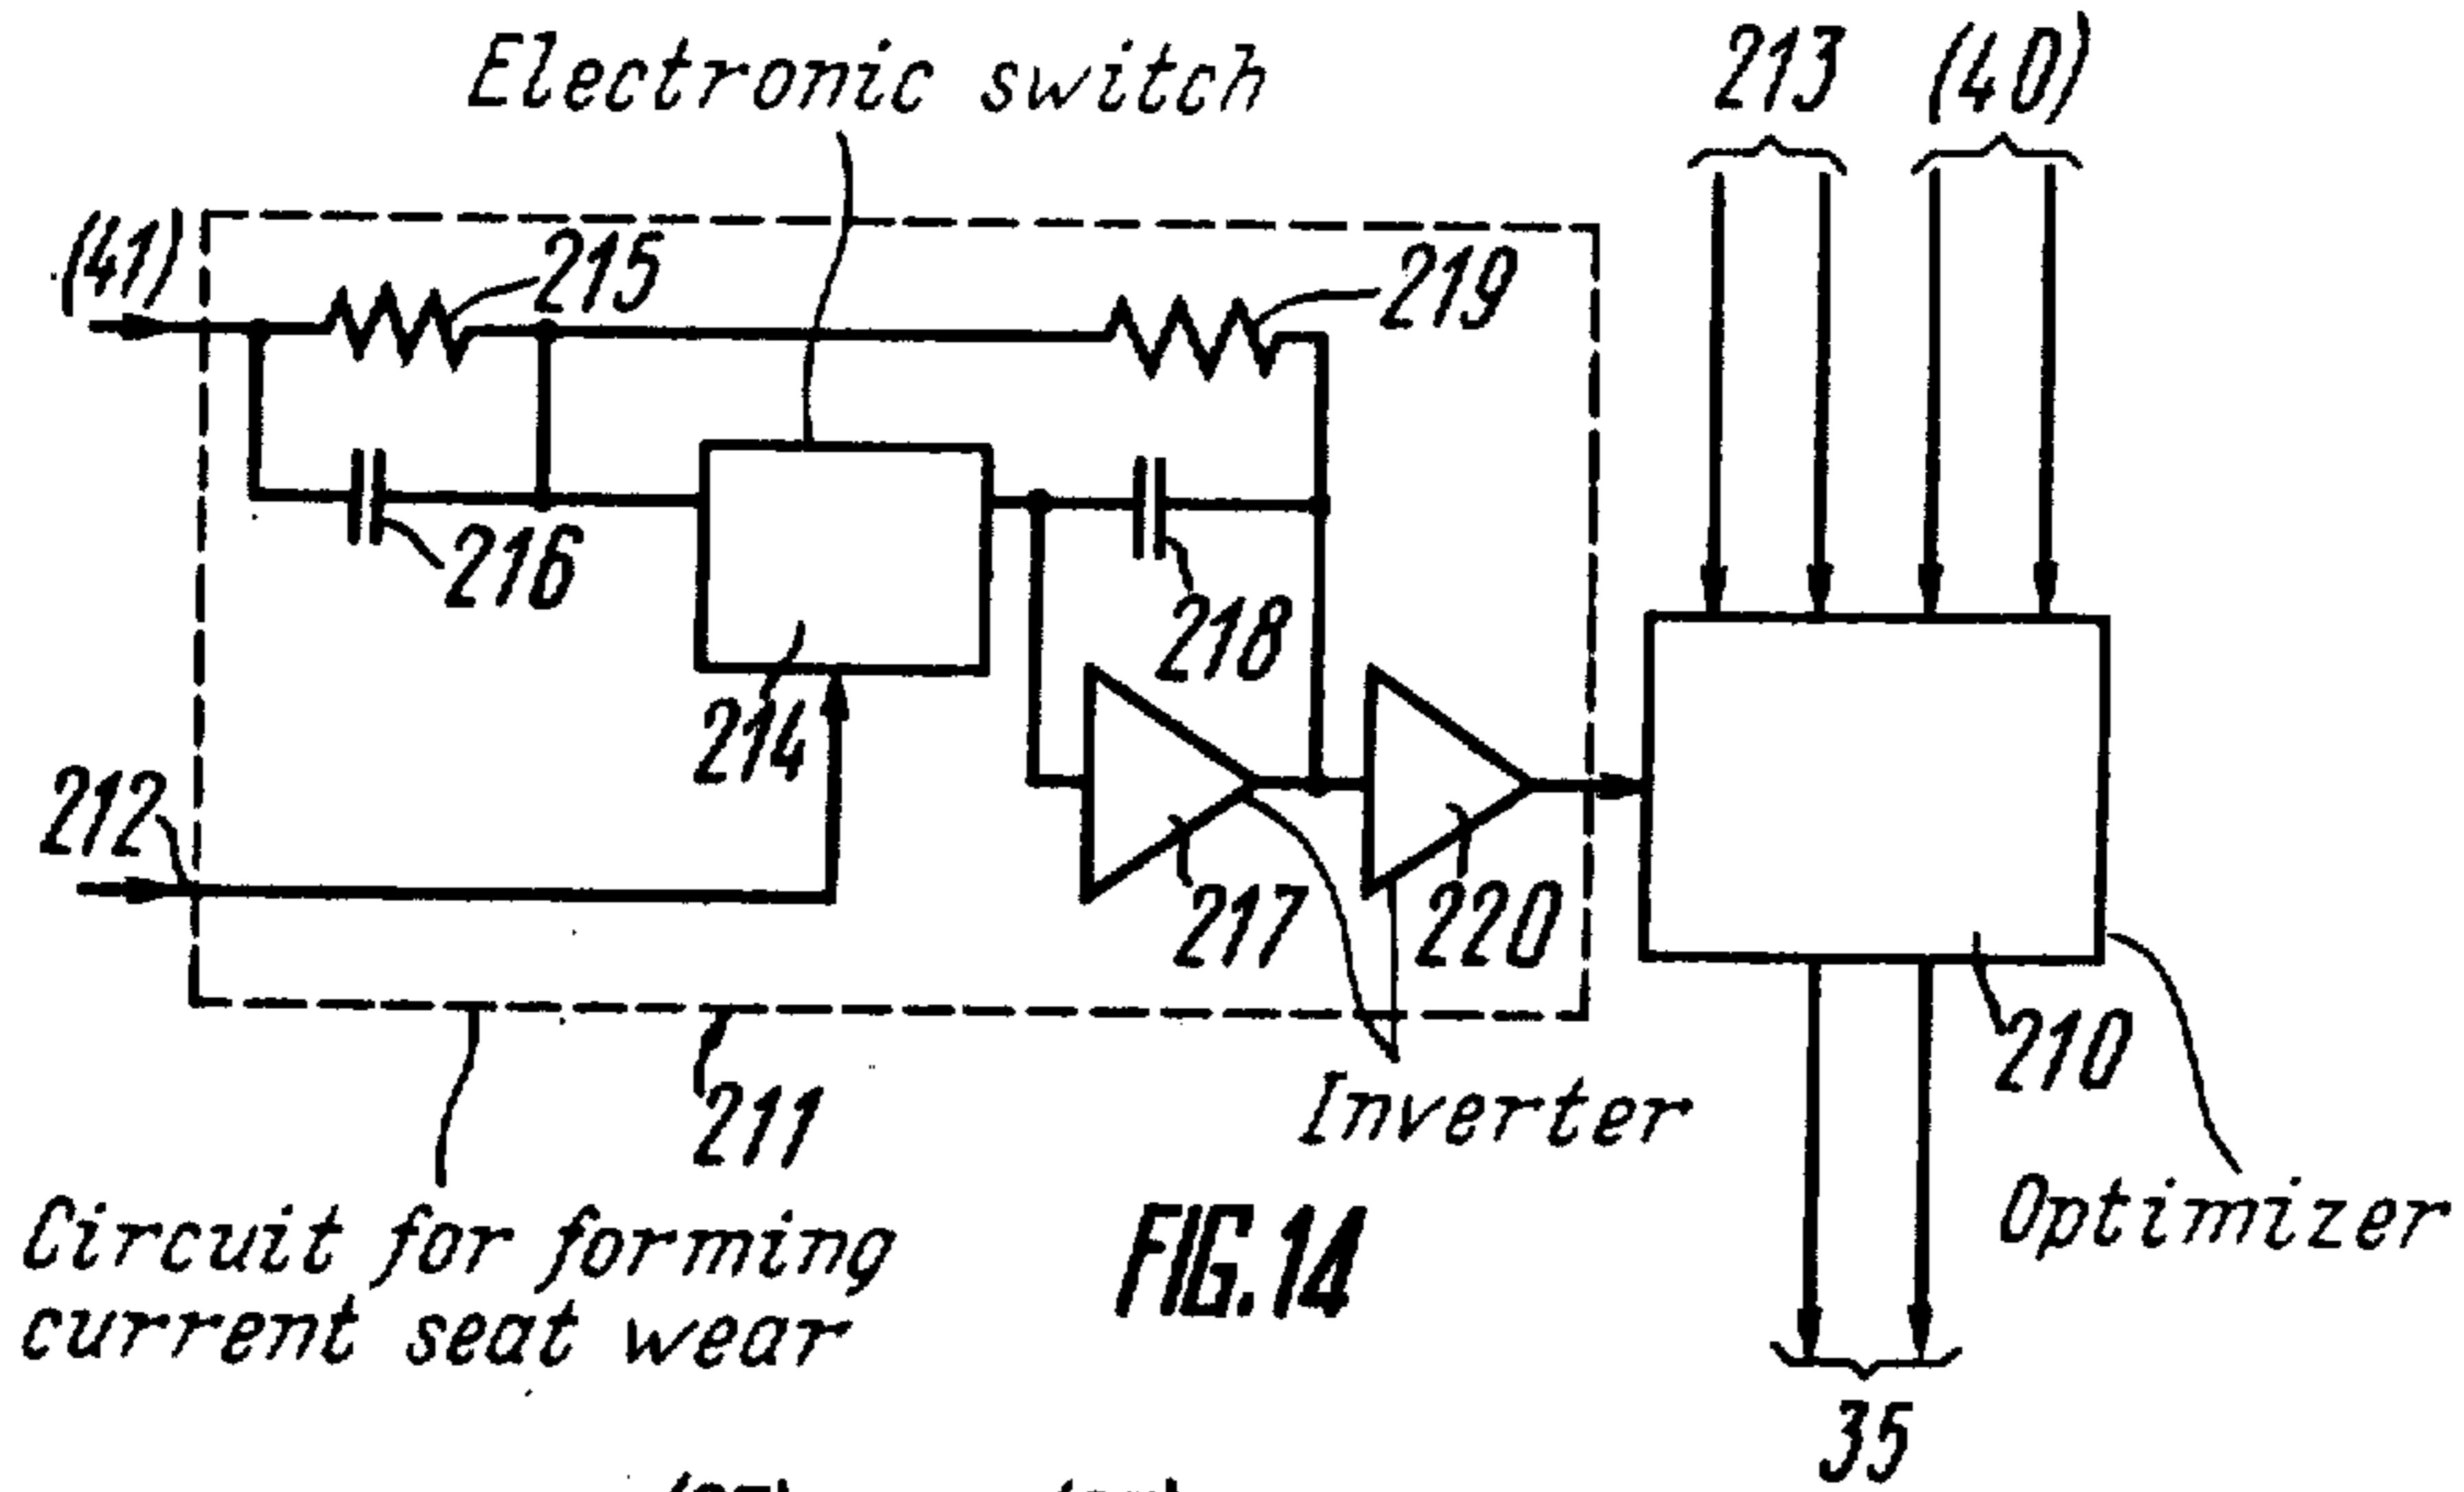 Electronic switch
213 (40)
(41)
215
219
216
218
214
212
217
220
210
211
Inverter
Circuit for forming
current seat wear
FIG.14
Optimizer
35